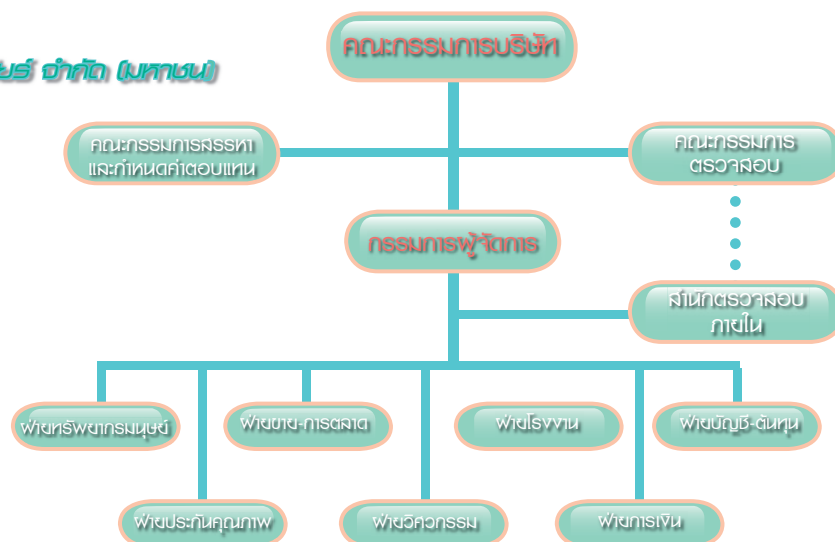 คณะกรรมการบริษัท
จำกัด (มหาชน)
คณะกรรมการสรรหา
และกำหนดค่าตอบแทน
คณะกรรมการ
ตรวจสอบ
กรรมการผู้จัดการ
สำนักตรวจสอบ
ภายใน
ฝ่ายทรัพยากรมนุษย์
ฝ่ายขาย-การตลาด
ฝ่ายโรงงาน
ฝ่ายบัญชี-ต้นทุน
ฝ่ายประกันคุณภาพ
ฝ่ายวิศวกรรม
ฝ่ายการเงิน